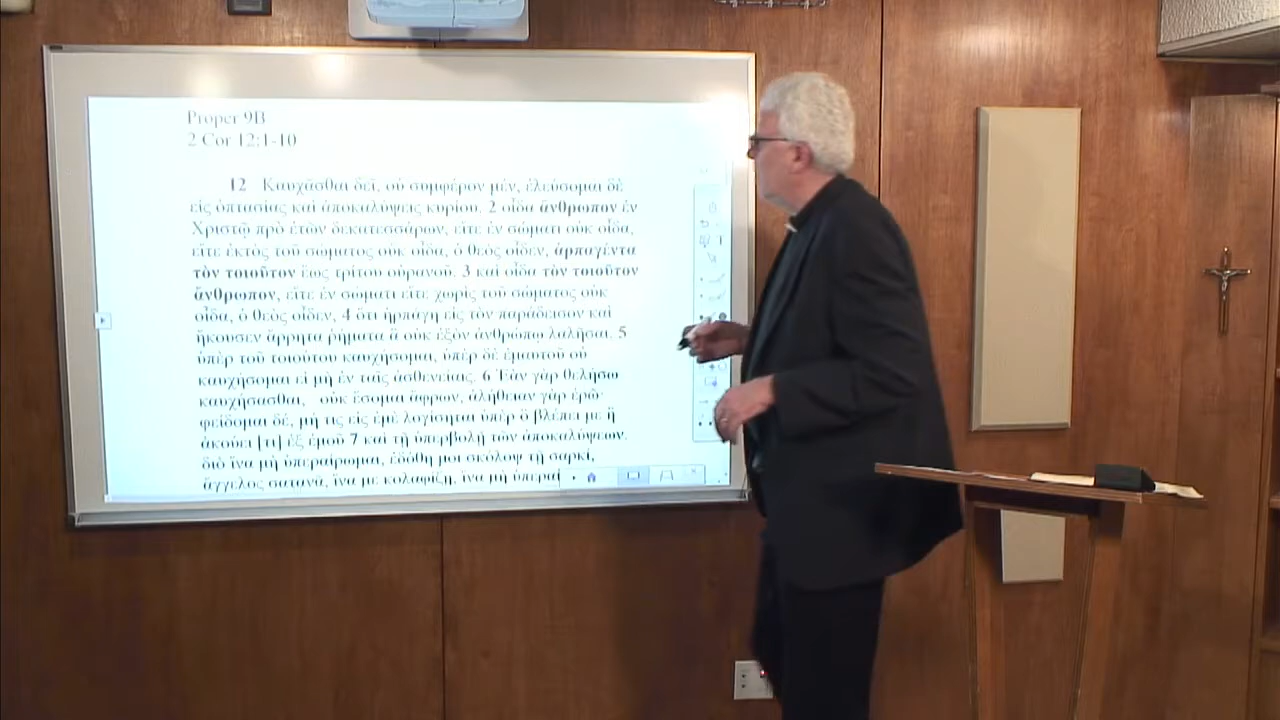 Proper 9B
2 Cor 12:1-10
12 Καυχᾶσθαι δεῖ, οὐ συμφέρον μέν, ἐλεύσομαι δὲ
εἰς ὀπτασίας καὶ ἀποκαλύψεις κυρίου. 2 οἶδα ἄνθρωπον ἐν
Χριστῷ πρὸ ἐτῶν δεκατεσσάρων, εἴτε ἐν σώματι οὐκ οἶδα,
εἴτε ἐκτὸς τοῦ σώματος οὐκ οἶδα, ὁ θεὸς οἶδεν, ἁρπαγέντα
τὸν τοιοῦτον ἕως τρίτου οὐρανοῦ. 3 καὶ οἶδα τὸν τοιοῦτον
ἄνθρωπον, εἴτε ἐν σώματι εἴτε χωρὶς τοῦ σώματος οὐκ
οἶδα, ὁ θεὸς οἶδεν, 4 ὅτι ἡρπάγη εἰς τὸν παράδεισον καὶ
ἤκουσεν ἄρρητα ῥήματα ἃ οὐκ ἐξὸν ἀνθρώπῳ λαλῆσαι. 5
ὑπὲρ τοῦ τοιούτου καυχήσομαι, ὑπὲρ δὲ ἐμαυτοῦ οὐ
καυχήσομαι εἰ μὴ ἐν ταῖς ἀσθενείαις. 6 Ἐὰν γὰρ θελήσω
καυχήσασθαι, οὐκ ἔσομαι ἄφρων, ἀλήθειαν γὰρ ἐρῶ·
φείδομαι δέ, μή τις εἰς ἐμὲ λογίσηται ὑπὲρ ὃ βλέπει με ἢ
ἀκούει [τι] ἐξ ἐμοῦ 7 καὶ τῇ ὑπερβολῇ τῶν ἀποκαλύψεων.
διὸ ἵνα μὴ ὑπεραίρωμαι, ἐδόθη μοι σκόλοψ τῇ σαρκί,
ἄγγελος σατανᾶ, ἵνα με κολαφίζῃ, ἵνα μὴ ὑπεραί